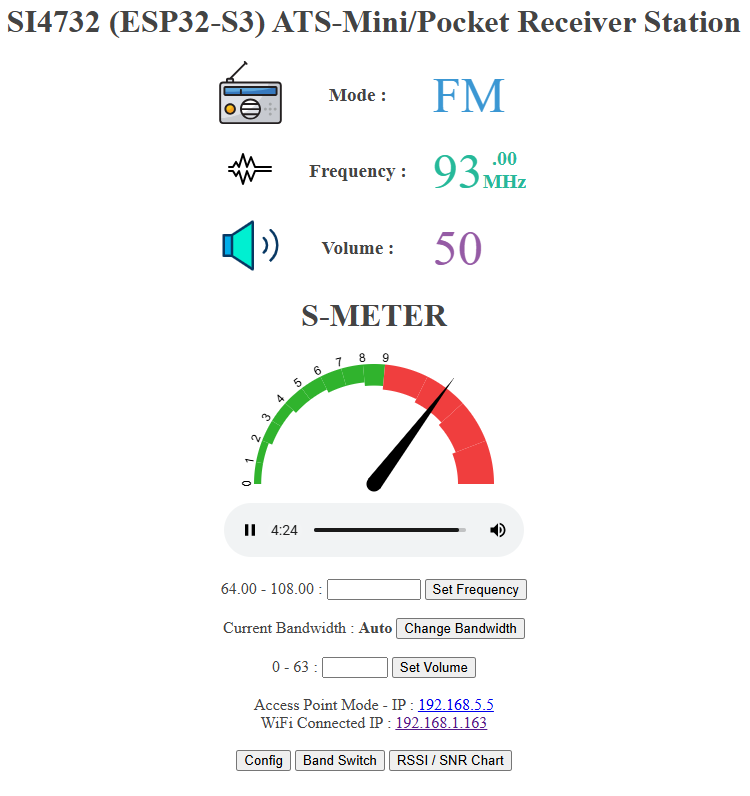 SI4732 (ESP32-S3) ATS-Mini/Pocket Receiver Station
Mode : FM
Frequency : 93 .00 MHz
Volume : 50
S-METER
0 1 2 3 4 5 6 7 8 9
4:24
64.00 - 108.00 : Set Frequency
Current Bandwidth : Auto Change Bandwidth
0 - 63 : Set Volume
Access Point Mode - IP : 192.168.5.5
WiFi Connected IP : 192.168.1.163
Config Band Switch RSSI / SNR Chart